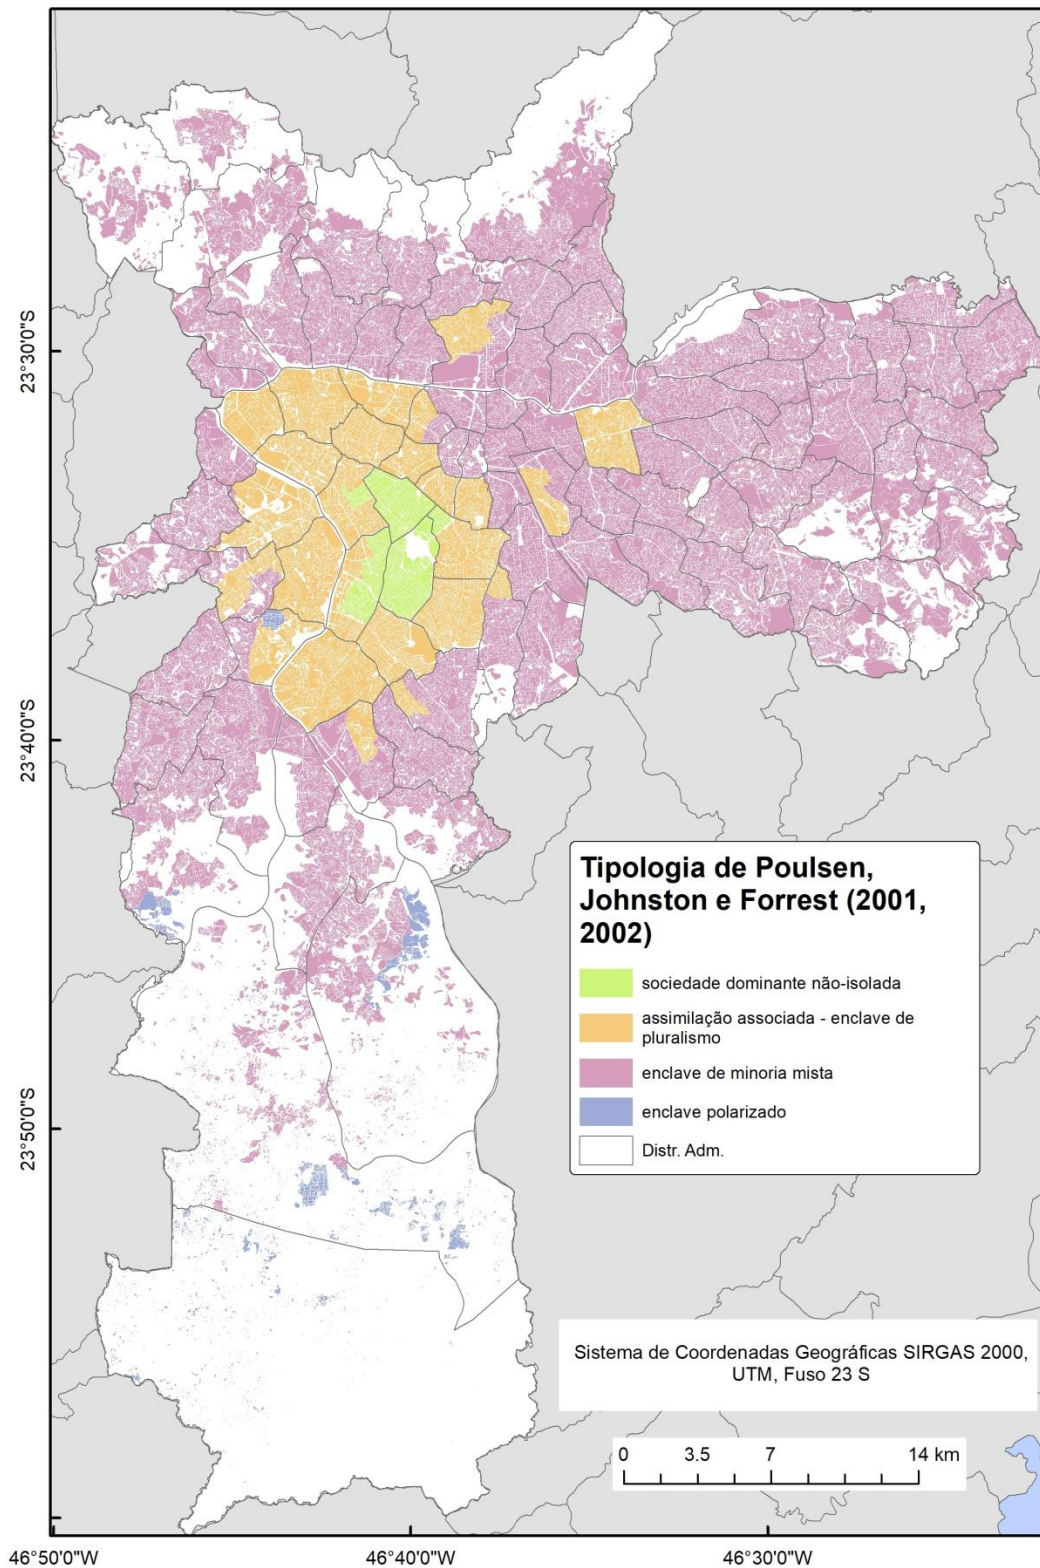 23°30'0"S
23°40'0"S
23°50'0"S
Tipologia de Poulsen,
Johnston e Forrest (2001,
2002)
sociedade dominante não-isolada
assimilação associada - enclave de
pluralismo
enclave de minoria mista
enclave polarizado
Distr. Adm.
Sistema de Coordenadas Geográficas SIRGAS 2000,
UTM, Fuso 23 S
0 3.5 7 14 km
46°50'0"W 46°40'0"W 46°30'0"W